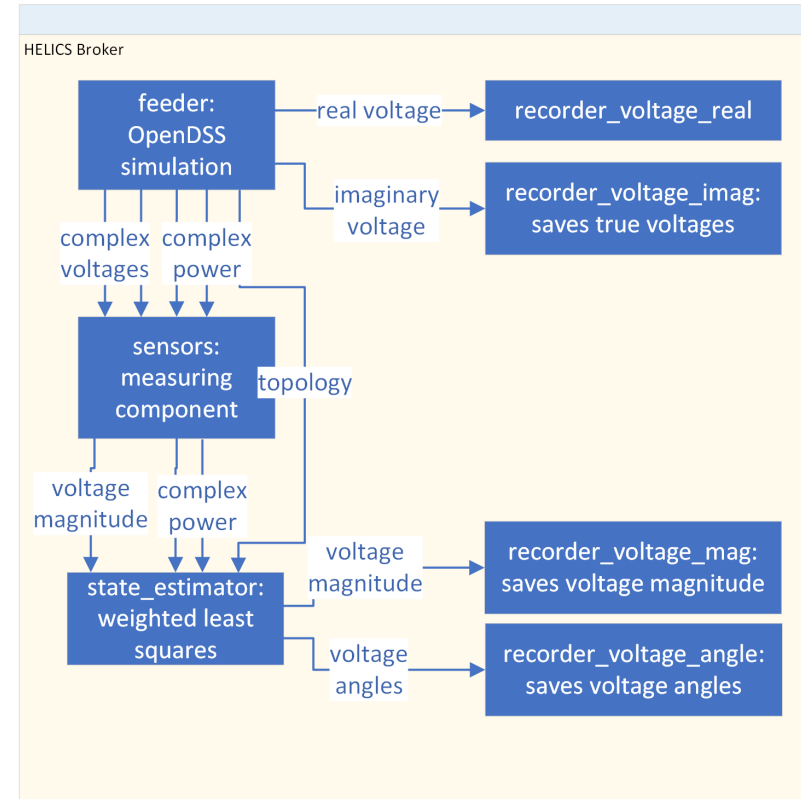 HELICS Broker
feeder:
OpenDSS
simulation
real voltage
recorder_voltage_real
imaginary
voltage
recorder_voltage_imag:
saves true voltages
complex
voltages
complex
power
sensors:
measuring
component
topology
voltage
magnitude
complex
power
state_estimator:
weighted least
squares
voltage
magnitude
recorder_voltage_mag:
saves voltage magnitude
voltage
angles
recorder_voltage_angle:
saves voltage angles